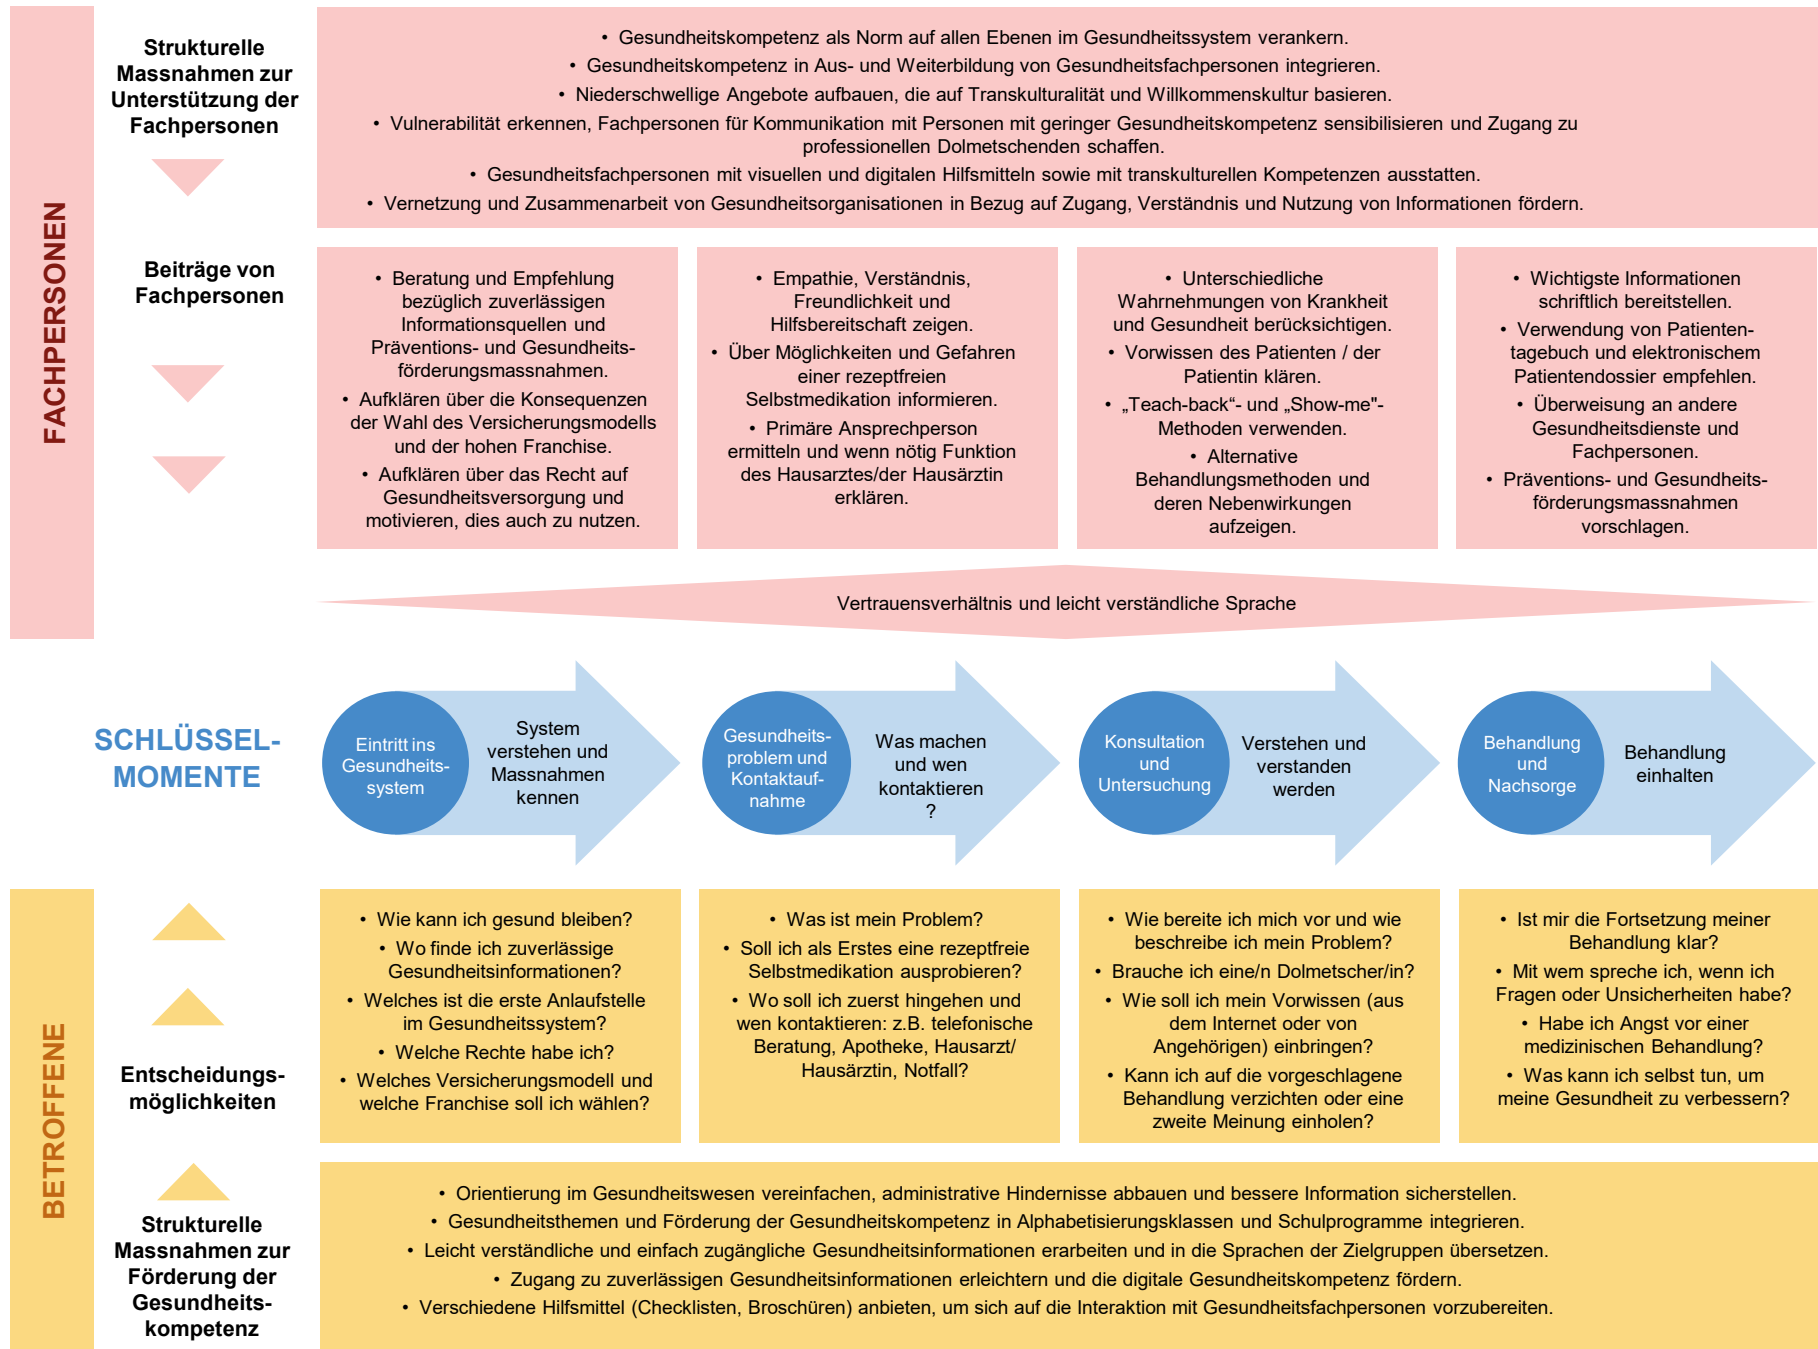 FACHPERSONEN
Strukturelle
Massnahmen zur
Unterstützung der
Fachpersonen
• Gesundheitskompetenz als Norm auf allen Ebenen im Gesundheitssystem verankern.
• Gesundheitskompetenz in Aus- und Weiterbildung von Gesundheitsfachpersonen integrieren.
• Niederschwellige Angebote aufbauen, die auf Transkulturalität und Willkommenskultur basieren.
• Vulnerabilität erkennen, Fachpersonen für Kommunikation mit Personen mit geringer Gesundheitskompetenz sensibilisieren und Zugang zu
professionellen Dolmetschenden schaffen.
• Gesundheitsfachpersonen mit visuellen und digitalen Hilfsmitteln sowie mit transkulturellen Kompetenzen ausstatten.
• Vernetzung und Zusammenarbeit von Gesundheitsorganisationen in Bezug auf Zugang, Verständnis und Nutzung von Informationen fördern.
Beiträge von
Fachpersonen
• Beratung und Empfehlung
bezüglich zuverlässigen
Informationsquellen und
Präventions- und Gesundheits-
förderungsmassnahmen.
• Aufklären über die Konsequenzen
der Wahl des Versicherungsmodells
und der hohen Franchise.
• Aufklären über das Recht auf
Gesundheitsversorgung und
motivieren, dies auch zu nutzen.
• Empathie, Verständnis,
Freundlichkeit und
Hilfsbereitschaft zeigen.
• Über Möglichkeiten und Gefahren
einer rezeptfreien
Selbstmedikation informieren.
• Primäre Ansprechperson
ermitteln und wenn nötig Funktion
des Hausarztes/der Hausärztin
erklären.
• Unterschiedliche
Wahrnehmungen von Krankheit
und Gesundheit berücksichtigen.
• Vorwissen des Patienten / der
Patientin klären.
• „Teach-back“- und „Show-me"-
Methoden verwenden.
• Alternative
Behandlungsmethoden und
deren Nebenwirkungen
aufzeigen.
• Wichtigste Informationen
schriftlich bereitstellen.
• Verwendung von Patienten-
tagebuch und elektronischem
Patientendossier empfehlen.
• Überweisung an andere
Gesundheitsdienste und
Fachpersonen.
• Präventions- und Gesundheits-
förderungsmassnahmen
vorschlagen.
Vertrauensverhältnis und leicht verständliche Sprache
SCHLÜSSEL-
MOMENTE
Eintritt ins
Gesundheits-
system
System
verstehen und
Massnahmen
kennen
Gesundheits-
problem und
Kontaktauf-
nahme
Was machen
und wen
kontaktieren
?
Konsultation
und
Untersuchung
Verstehen und
verstanden
werden
Behandlung
und
Nachsorge
Behandlung
einhalten
BETROFFENE
Entscheidungs-
möglichkeiten
• Wie kann ich gesund bleiben?
• Wo finde ich zuverlässige
Gesundheitsinformationen?
• Welches ist die erste Anlaufstelle
im Gesundheitssystem?
• Welche Rechte habe ich?
• Welches Versicherungsmodell und
welche Franchise soll ich wählen?
• Was ist mein Problem?
• Soll ich als Erstes eine rezeptfreie
Selbstmedikation ausprobieren?
• Wo soll ich zuerst hingehen und
wen kontaktieren: z.B. telefonische
Beratung, Apotheke, Hausarzt/
Hausärztin, Notfall?
• Wie bereite ich mich vor und wie
beschreibe ich mein Problem?
• Brauche ich eine/n Dolmetscher/in?
• Wie soll ich mein Vorwissen (aus
dem Internet oder von
Angehörigen) einbringen?
• Kann ich auf die vorgeschlagene
Behandlung verzichten oder eine
zweite Meinung einholen?
• Ist mir die Fortsetzung meiner
Behandlung klar?
• Mit wem spreche ich, wenn ich
Fragen oder Unsicherheiten habe?
• Habe ich Angst vor einer
medizinischen Behandlung?
• Was kann ich selbst tun, um
meine Gesundheit zu verbessern?
Strukturelle
Massnahmen zur
Förderung der
Gesundheits-
kompetenz
• Orientierung im Gesundheitswesen vereinfachen, administrative Hindernisse abbauen und bessere Information sicherstellen.
• Gesundheitsthemen und Förderung der Gesundheitskompetenz in Alphabetisierungsklassen und Schulprogramme integrieren.
• Leicht verständliche und einfach zugängliche Gesundheitsinformationen erarbeiten und in die Sprachen der Zielgruppen übersetzen.
• Zugang zu zuverlässigen Gesundheitsinformationen erleichtern und die digitale Gesundheitskompetenz fördern.
• Verschiedene Hilfsmittel (Checklisten, Broschüren) anbieten, um sich auf die Interaktion mit Gesundheitsfachpersonen vorzubereiten.